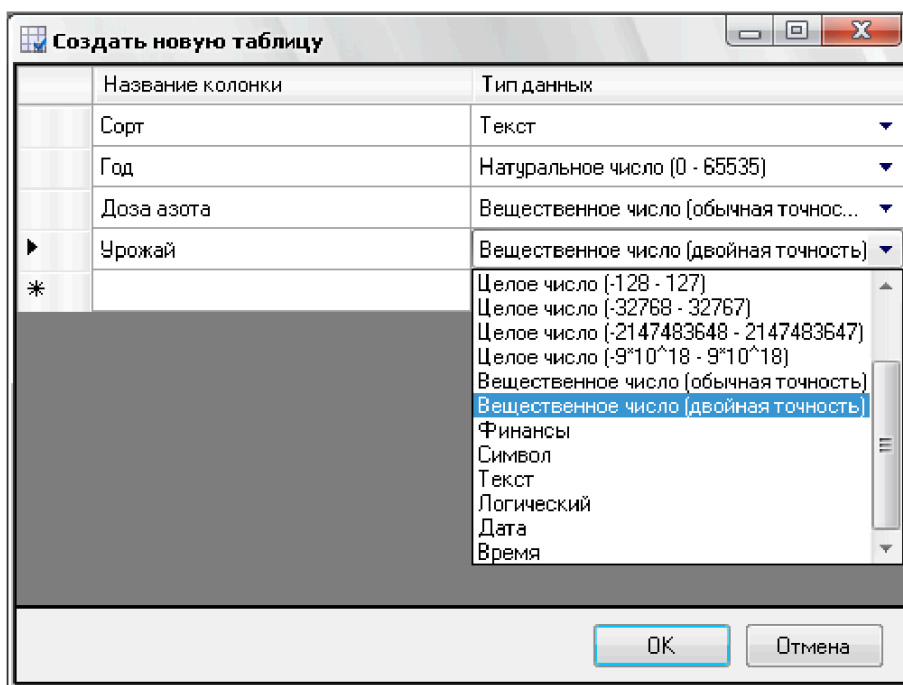 Создать новую таблицу
Название колонки Тип данных
Сорт Текст
Год Натуральное число (0 - 65535)
Доза азота Вещественное число (обычная точнос...
Урожай Вещественное число (двойная точность)
Целое число (-128 - 127)
Целое число (-32768 - 32767)
Целое число (-2147483648 - 2147483647)
Целое число (-9*10^18 - 9*10^18)
Вещественное число (обычная точность)
Вещественное число (двойная точность)
Финансы
Символ
Текст
Логический
Дата
Время
OK Отмена